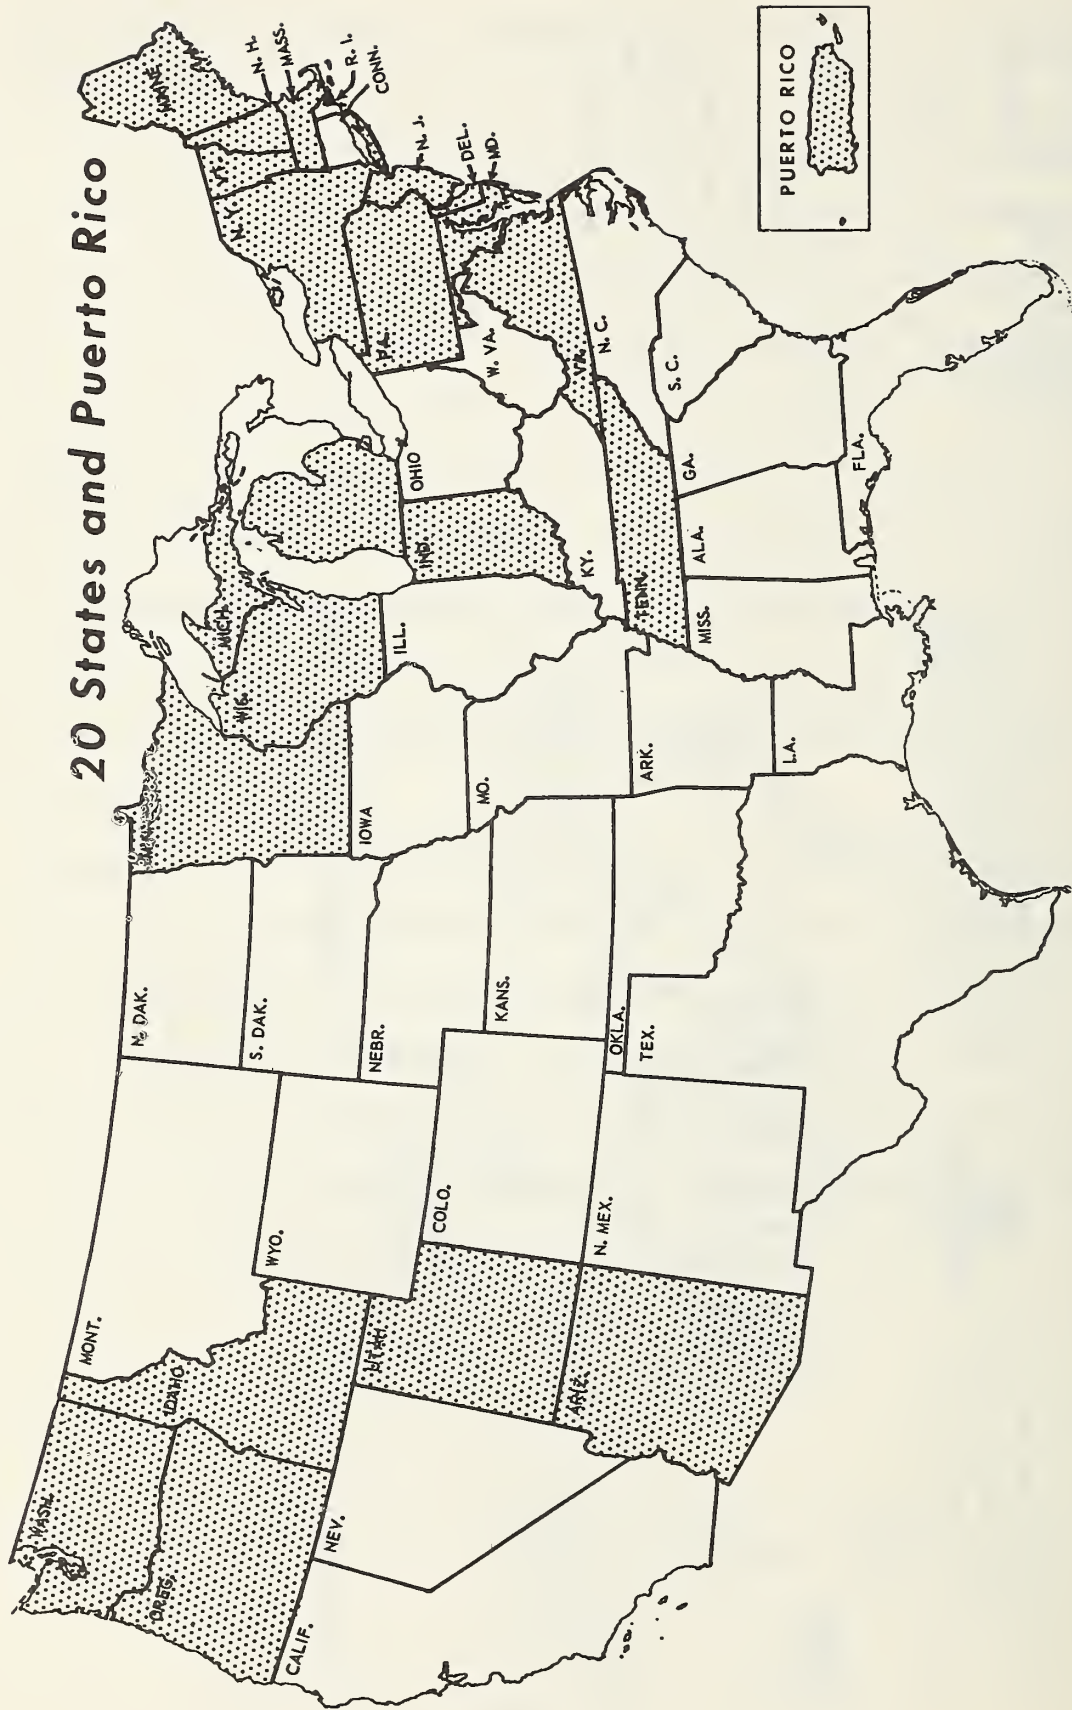 20 States and Puerto Rico
WASH.
OREG.
CALIF.
NEV.
IDAHO
MONT.
WYO.
UTAH
ARIZ.
COLO.
N. MEX.
N. DAK.
S. DAK.
NEBR.
KANS.
OKLA.
TEX.
IOWA
MO.
ARK.
LA.
WIS.
MICH.
ILL.
IND.
OHIO
KY.
TENN.
MISS.
ALA.
GA.
FLA.
S. C.
N. C.
VA.
W. VA.
PA.
N.Y.
VT.
MAINE
N. H.
MASS.
R. I.
CONN.
N. J.
DEL.
MD.
PUERTO RICO